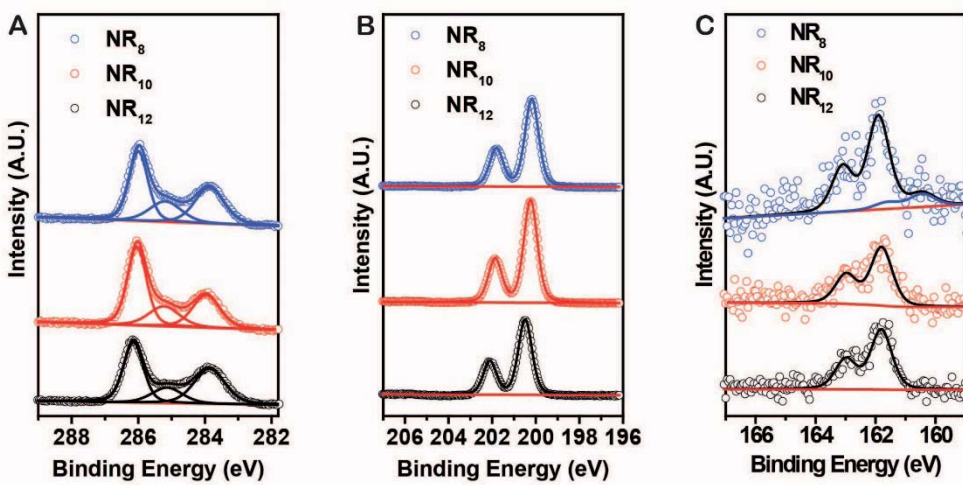 A
NR8
NR10
NR12
Intensity (A.U.)
288 286 284 282
Binding Energy (eV)
B
NR8
NR10
NR12
Intensity (A.U.)
206 204 202 200 198 196
Binding Energy (eV)
C
NR8
NR10
NR12
Intensity (A.U.)
166 164 162 160
Binding Energy (eV)